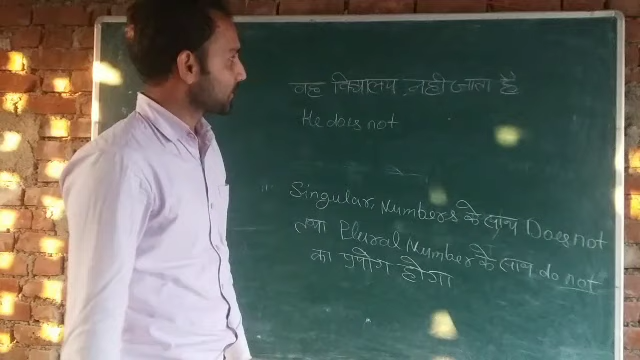 वह विद्यालय नही जाता है
He does not
Singular Numbers के साथ Does not
तथा Plural Number के साथ do not
का प्रयोग होगा